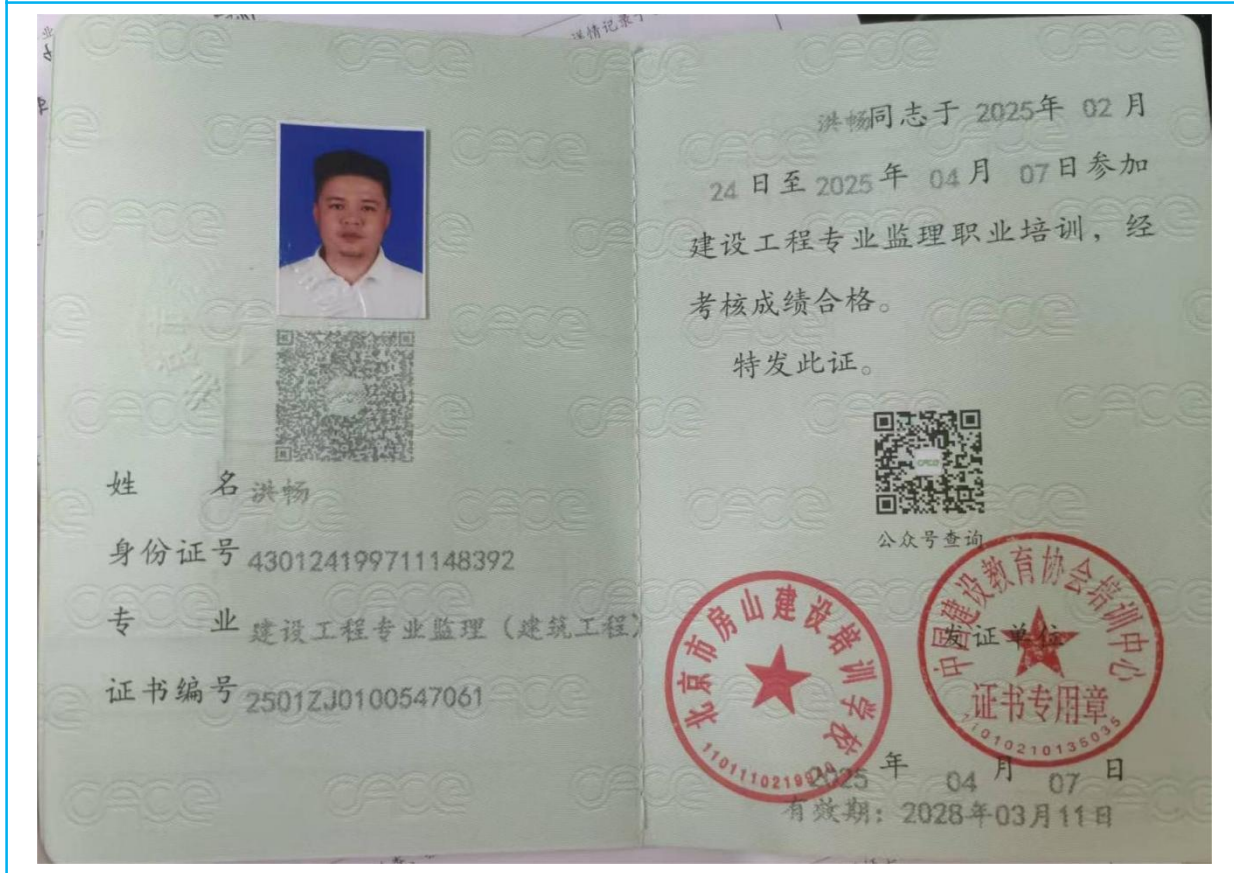 详情记录于
姓 名 洪畅
身份证号 430124199711148392
专 业 建设工程专业监理（建筑工程）
证书编号 2501ZJ0100547061
洪畅同志于 2025年 02 月
24 日至 2025 年 04 月 07 日参加
建设工程专业监理职业培训，经
考核成绩合格。
特发此证。
公众号查询
北京市房山建设培训学校
中国建设教育协会培训中心
发证单位
证书专用章
2025 年 04 月 07 日
有效期：2028年03月11日
CACE